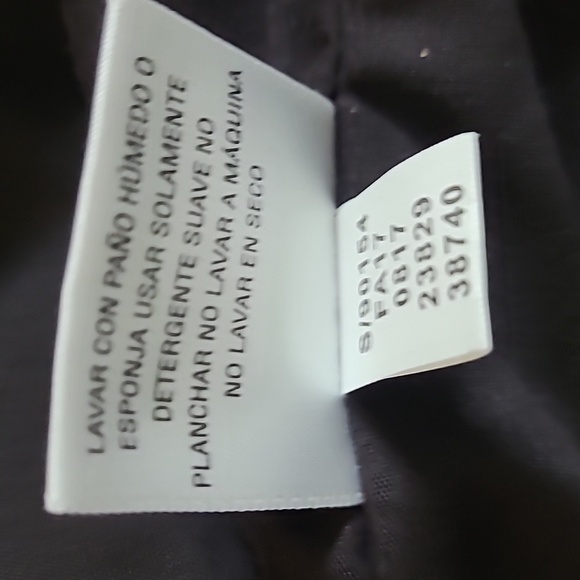 LAVAR CON PAÑO HÚMEDO O
ESPONJA USAR SOLAMENTE
DETERGENTE SUAVE NO
PLANCHAR NO LAVAR A MÁQUINA
NO LAVAR EN SECO
S/9015A
FA17
0817
23829
38740